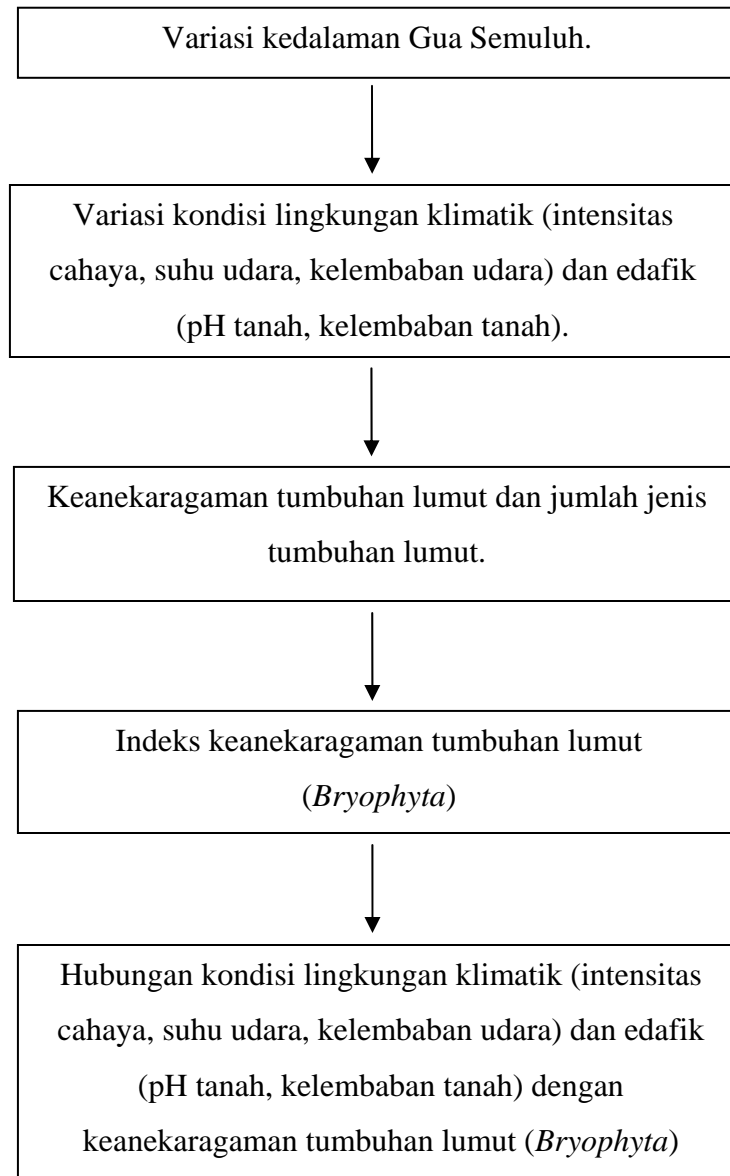 Variasi kedalaman Gua Semuluh.
Variasi kondisi lingkungan klimatik (intensitas
cahaya, suhu udara, kelembaban udara) dan edafik
(pH tanah, kelembaban tanah).
Keanekaragaman tumbuhan lumut dan jumlah jenis
tumbuhan lumut.
Indeks keanekaragaman tumbuhan lumut
(Bryophyta)
Hubungan kondisi lingkungan klimatik (intensitas
cahaya, suhu udara, kelembaban udara) dan edafik
(pH tanah, kelembaban tanah) dengan
keanekaragaman tumbuhan lumut (Bryophyta)